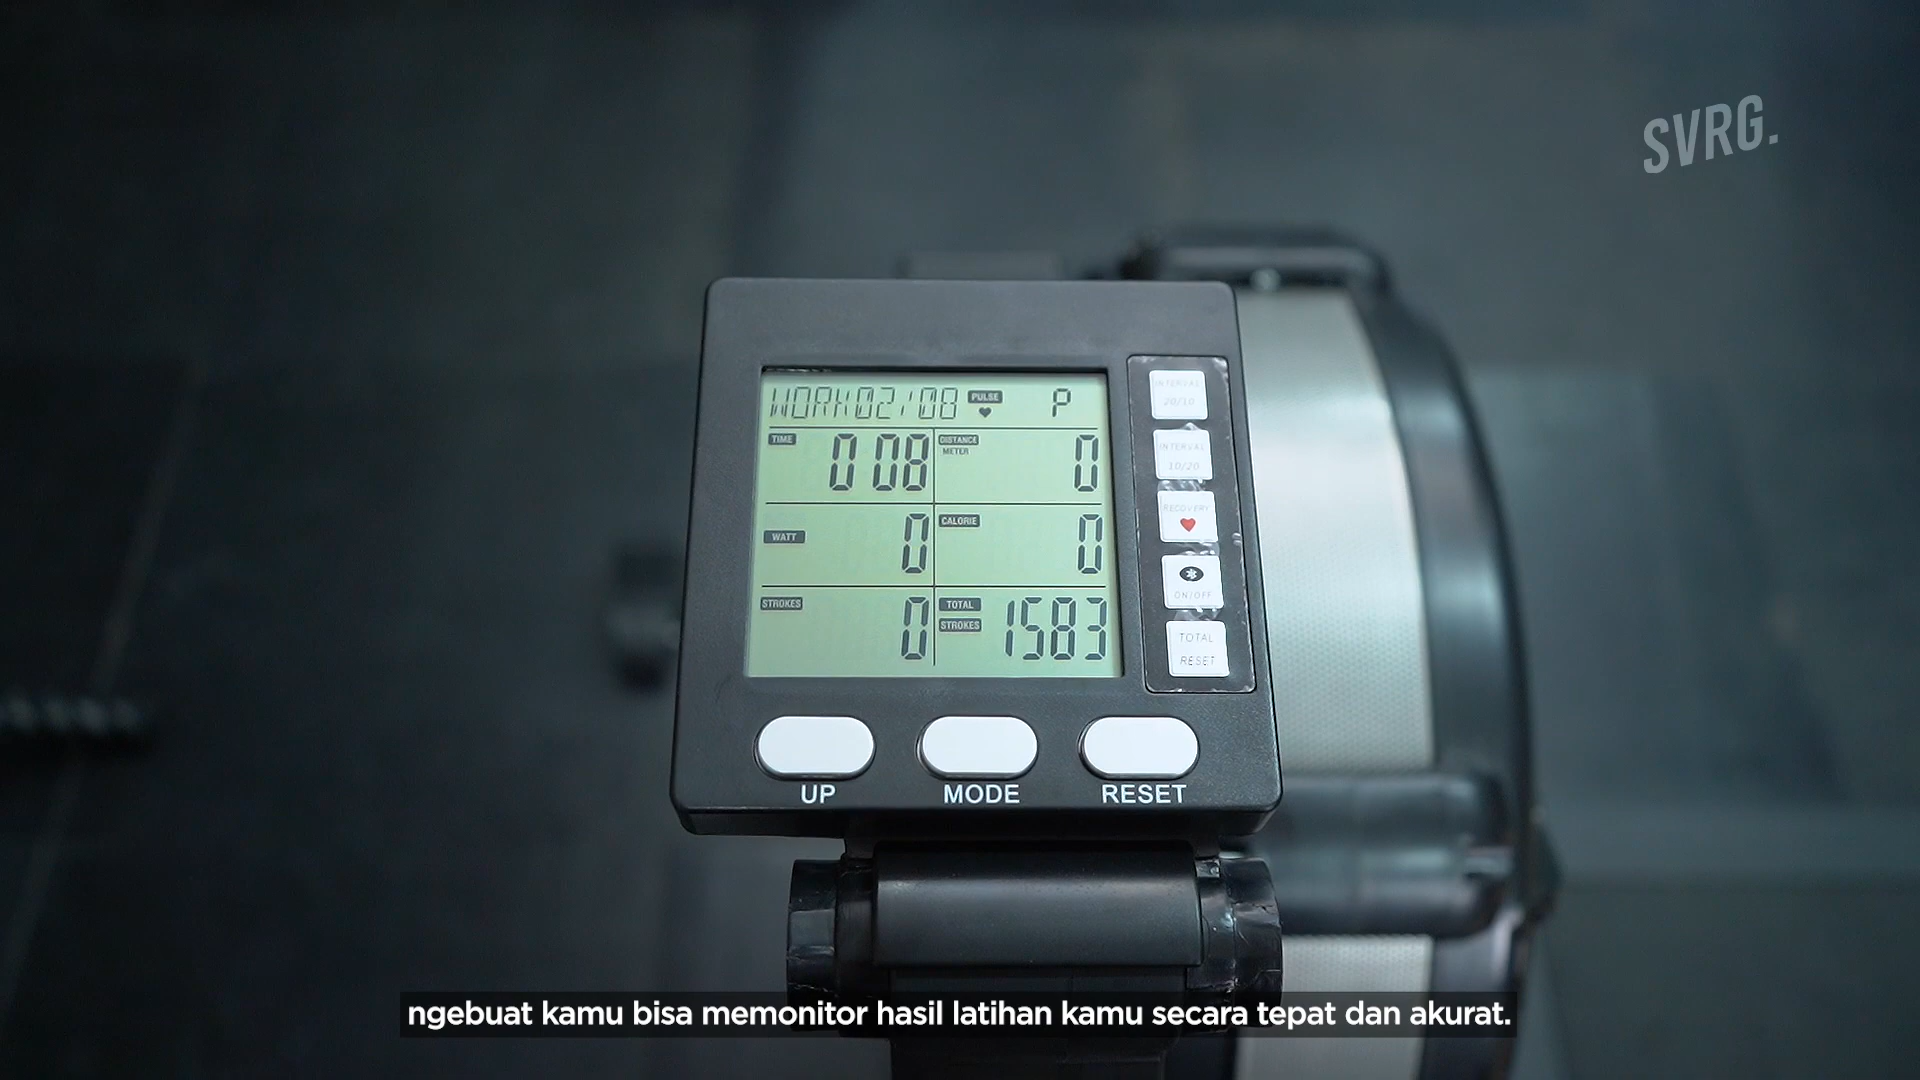 SVRG.
WORK02/08 PULSE P
TIME 0 08
DISTANCE
METER 0
WATT 0
CALORIE 0
STROKES 0
TOTAL
STROKES 1583
INTERVAL
20/10
INTERVAL
10/20
RECOVERY
ON/OFF
TOTAL
RESET
UP MODE RESET
ngebuat kamu bisa memonitor hasil latihan kamu secara tepat dan akurat.